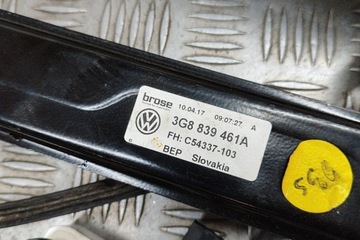 brose 10.04.17 09:07:27 A
3G8 839 461A
FH: C54337-103
BEP Slovakia